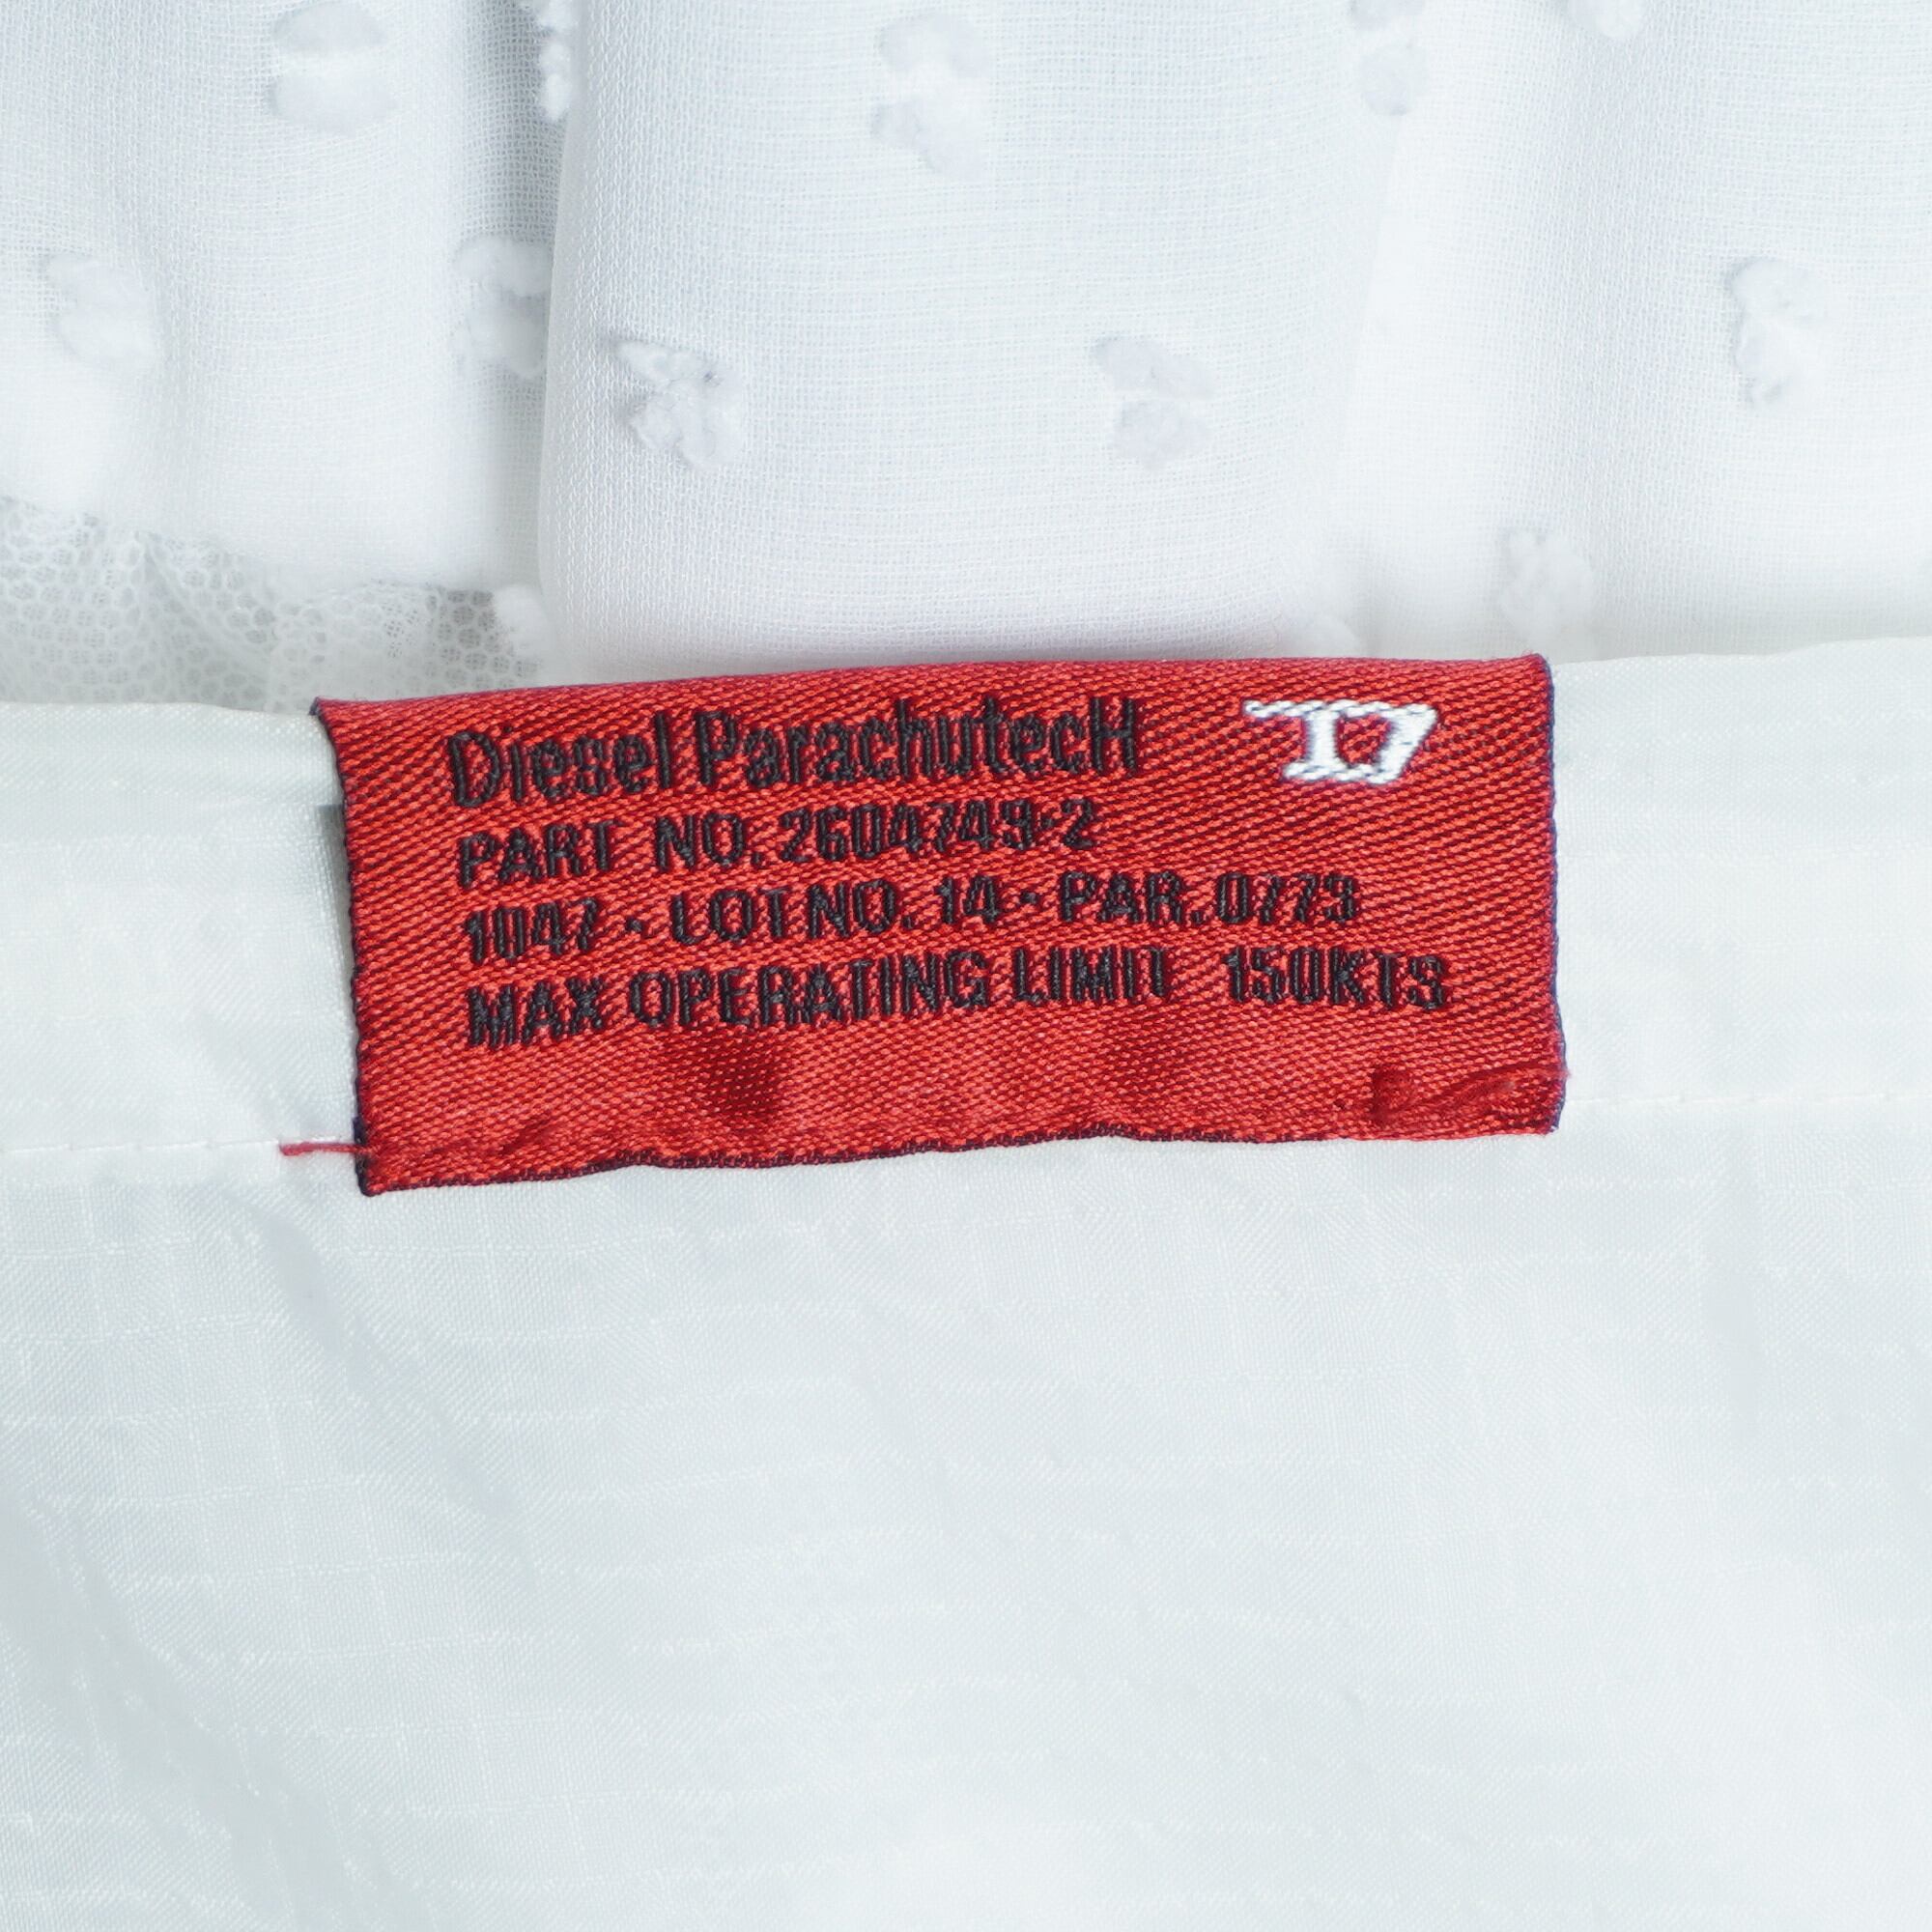 Diesel ParachutecH
PART NO. 2604749-2
1047 - LOT NO. 14 - PAR. 0773
MAX OPERATING LIMIT 150KTS